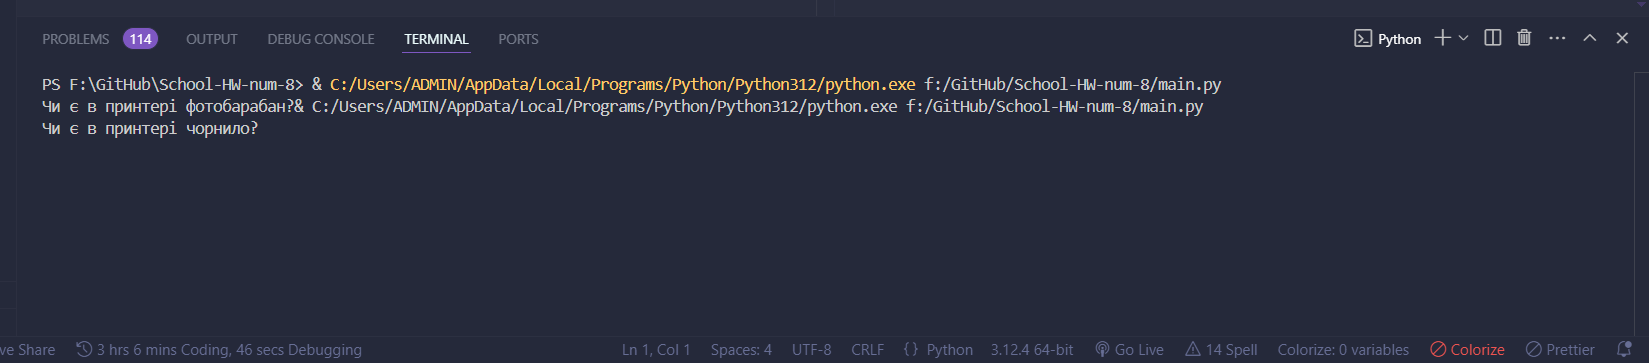 PROBLEMS 114 OUTPUT DEBUG CONSOLE TERMINAL PORTS Python
PS F:\GitHub\School-HW-num-8> & C:/Users/ADMIN/AppData/Local/Programs/Python/Python312/python.exe f:/GitHub/School-HW-num-8/main.py
Чи є в принтері фотобарабан?& C:/Users/ADMIN/AppData/Local/Programs/Python/Python312/python.exe f:/GitHub/School-HW-num-8/main.py
Чи є в принтері чорнило?
ve Share 3 hrs 6 mins Coding, 46 secs Debugging Ln 1, Col 1 Spaces: 4 UTF-8 CRLF {} Python 3.12.4 64-bit Go Live 14 Spell Colorize: 0 variables Colorize Prettier